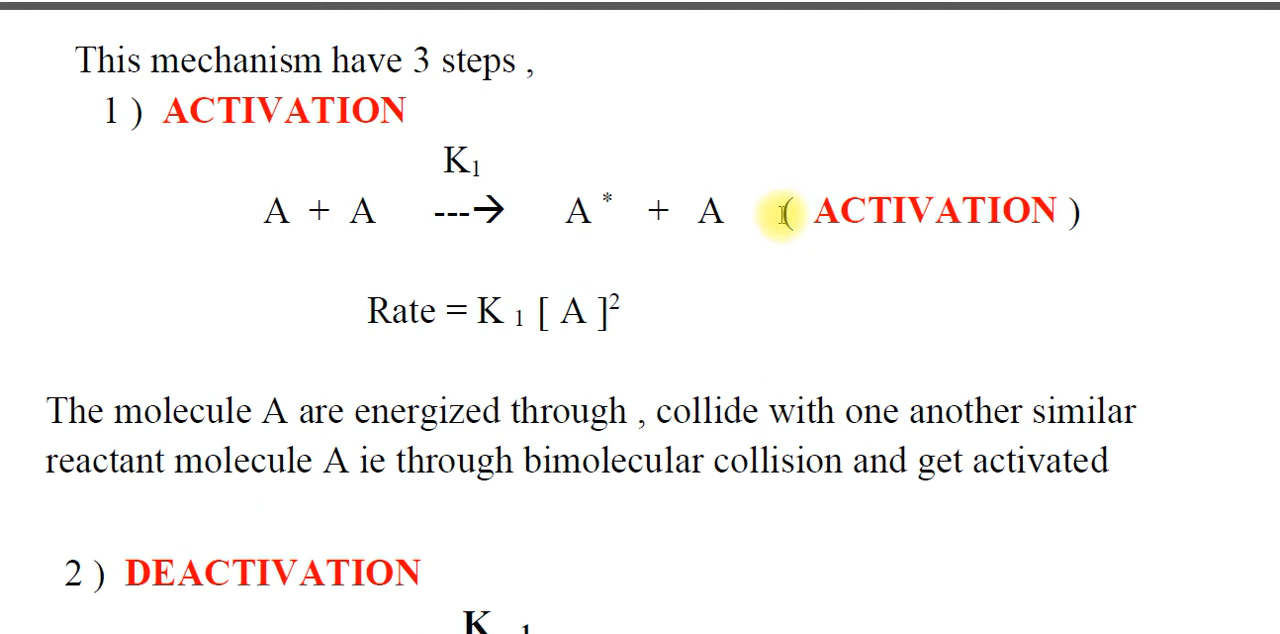 This mechanism have 3 steps ,
1 ) ACTIVATION
K1
A + A ---→ A * + A ( ACTIVATION )
Rate = K 1 [ A ]2
The molecule A are energized through , collide with one another similar
reactant molecule A ie through bimolecular collision and get activated
2 ) DEACTIVATION
K -1